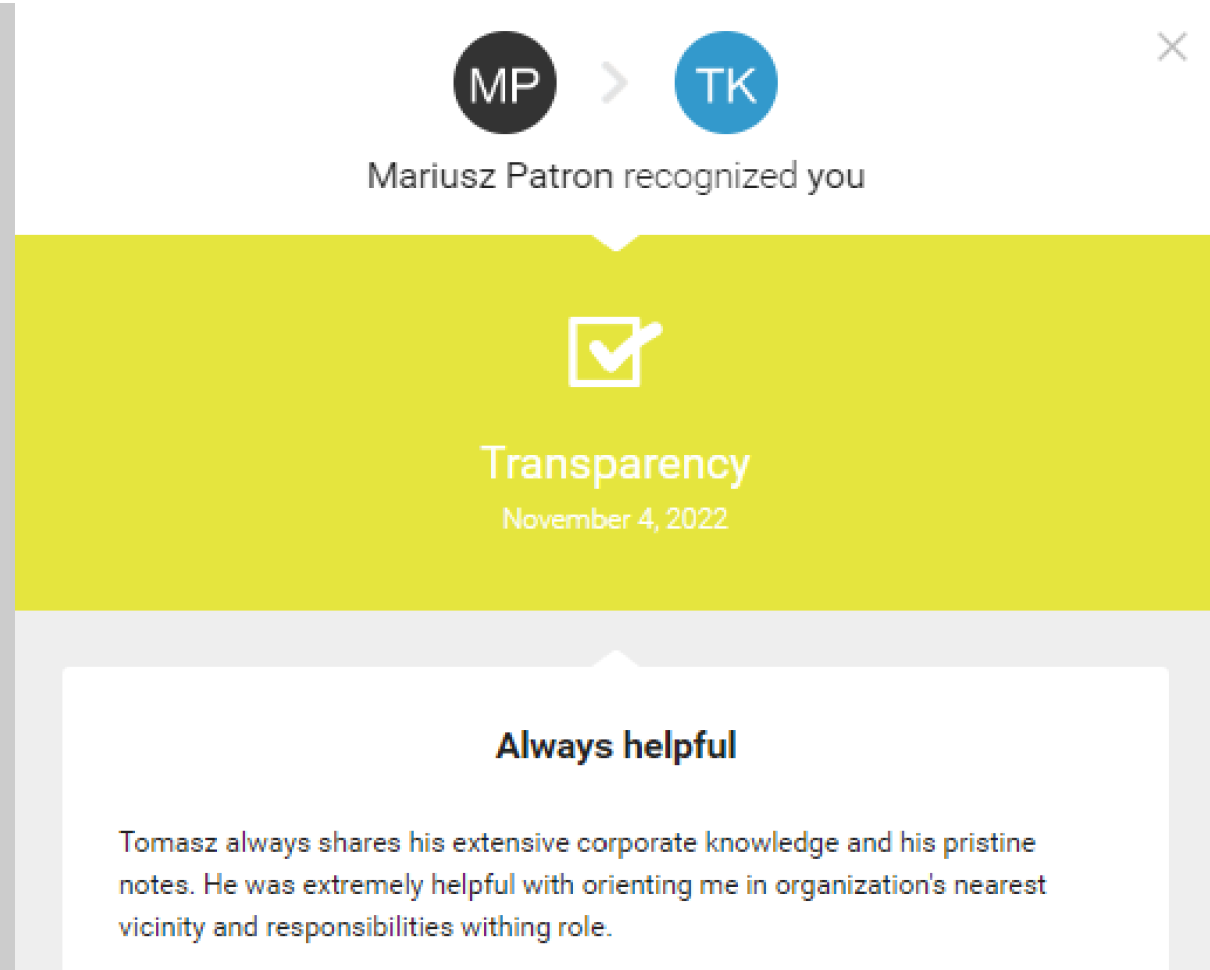 MP TK
Mariusz Patron recognized you
Transparency
November 4, 2022
Always helpful
Tomasz always shares his extensive corporate knowledge and his pristine
notes. He was extremely helpful with orienting me in organization's nearest
vicinity and responsibilities withing role.